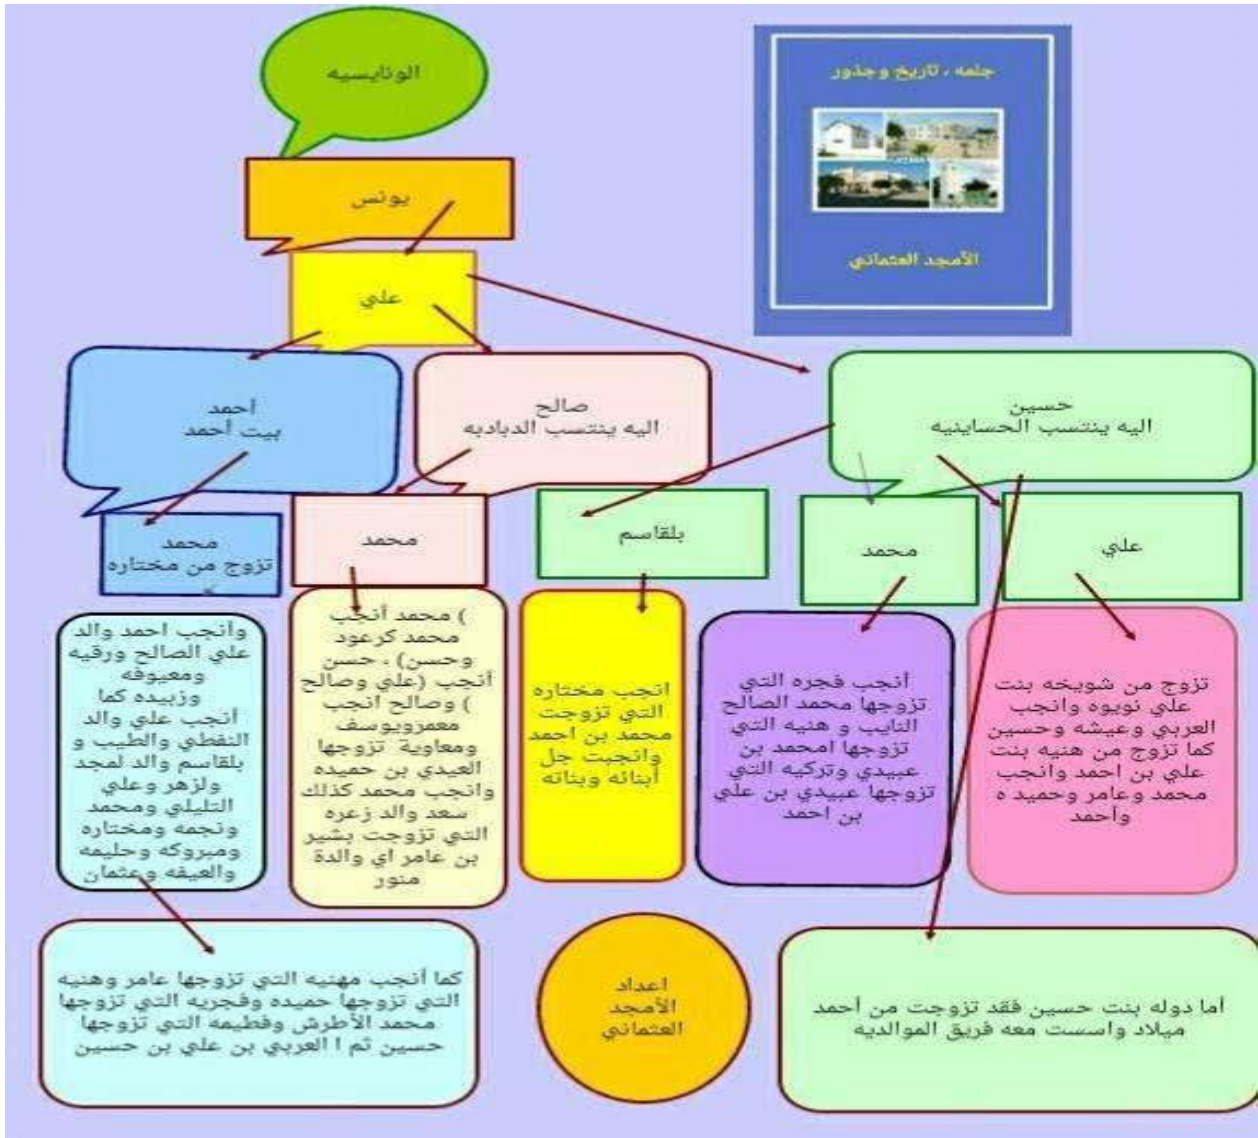 الونايسيه
جلمه ، تاريخ وجذور
الأمجد العثماني
يونس
علي
أحمد
بيت أحمد
صالح
اليه ينتسب الدبادبه
حسين
اليه ينتسب الحساينيه
محمد
تزوج من مختاره
محمد
بلقاسم
محمد
علي
وأنجب احمد والد
علي الصالح ورقيه
ومعيوفه
وزبيده كما
أنجب علي والد
النفطي والطيب و
بلقاسم والد لمجد
ولزهر وعلي
التليلي ومحمد
ونجمه ومختاره
ومبروكه وحليمه
والعيفه وعثمان
) محمد أنجب
محمد كرعود
وحسن) ، حسن
أنجب (علي وصالح
) وصالح انجب
معمرويوسف
ومعاوية تزوجها
العيدي بن حميده
وانجب محمد كذلك
سعد والد زعره
التي تزوجت بشير
بن عامر اي والدة
منور
انجب مختاره
التي تزوجت
محمد بن احمد
وانجبت جل
أبنائه وبناته
أنجب فجره التي
تزوجها محمد الصالح
النايب و هنيه التي
تزوجها امحمد بن
عبيدي وتركيه التي
تزوجها عبيدي بن علي
بن احمد
تزوج من شويخه بنت
علي نويوه وانجب
العربي وعيشه وحسين
كما تزوج من هنيه بنت
علي بن احمد وانجب
محمد وعامر وحميد ه
وأحمد
كما أنجب مهنيه التي تزوجها عامر وهنيه
التي تزوجها حميده وفجريه التي تزوجها
محمد الأطرش وفطيمه التي تزوجها
حسين ثم ا العربي بن علي بن حسين
اعداد
الأمجد
العثماني
أما دوله بنت حسين فقد تزوجت من أحمد
ميلاد واسست معه فريق الموالديه